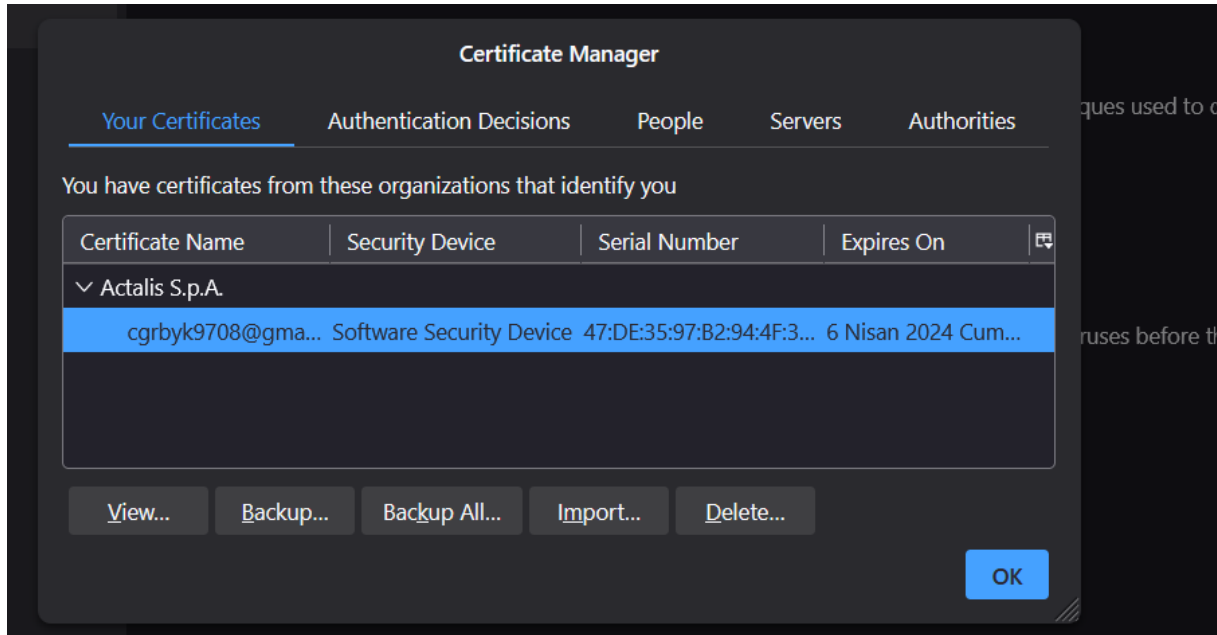 Certificate Manager
Your Certificates Authentication Decisions People Servers Authorities
ques used to
You have certificates from these organizations that identify you
Certificate Name Security Device Serial Number Expires On
Actalis S.p.A.
cgrbyk9708@gma... Software Security Device 47:DE:35:97:B2:94:4F:3... 6 Nisan 2024 Cum...
ruses before
View... Backup... Backup All... Import... Delete...
OK